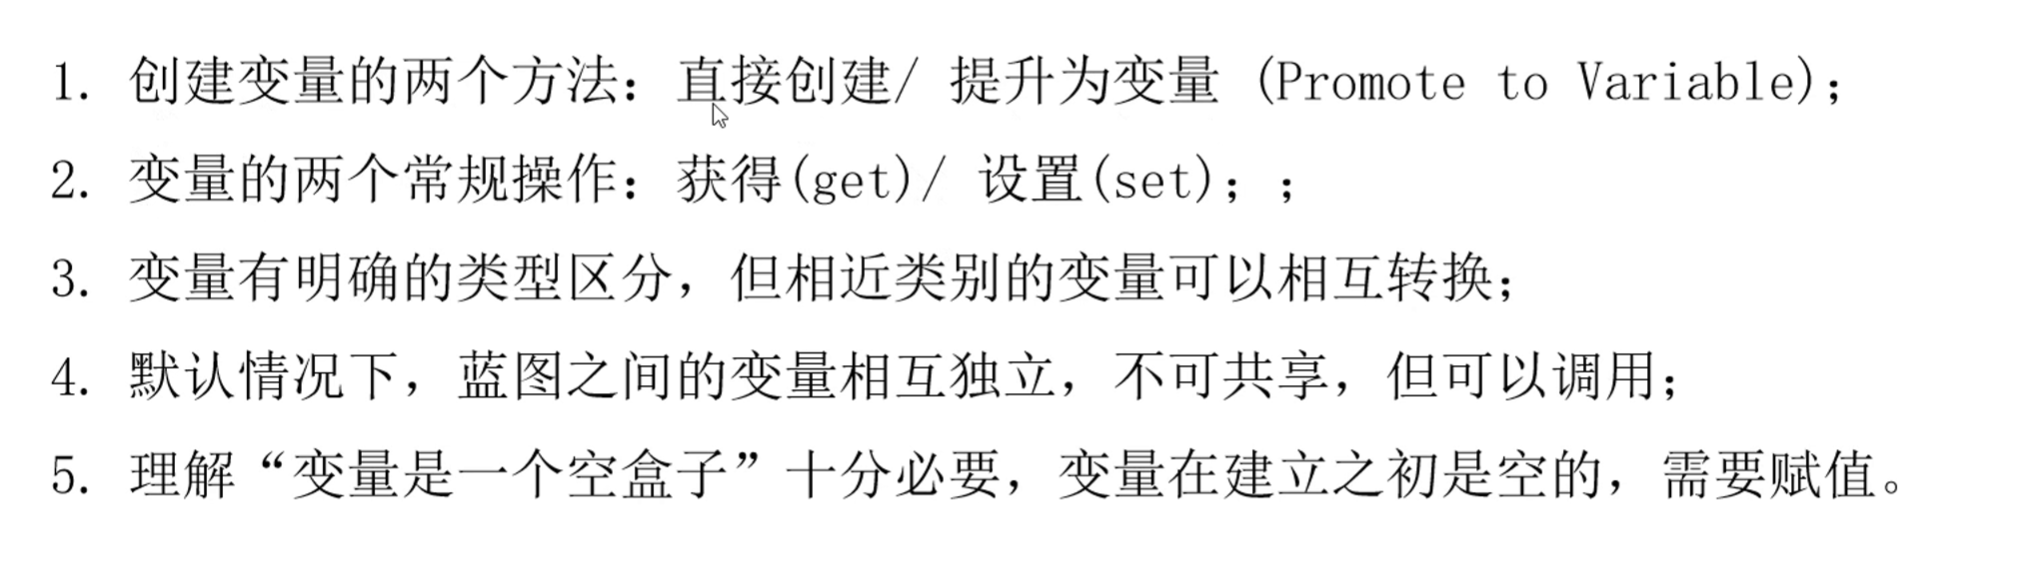 1. 创建变量的两个方法：直接创建/ 提升为变量 (Promote to Variable)；
2. 变量的两个常规操作：获得(get)/ 设置(set)；；
3. 变量有明确的类型区分，但相近类别的变量可以相互转换；
4. 默认情况下，蓝图之间的变量相互独立，不可共享，但可以调用；
5. 理解“变量是一个空盒子”十分必要，变量在建立之初是空的，需要赋值。